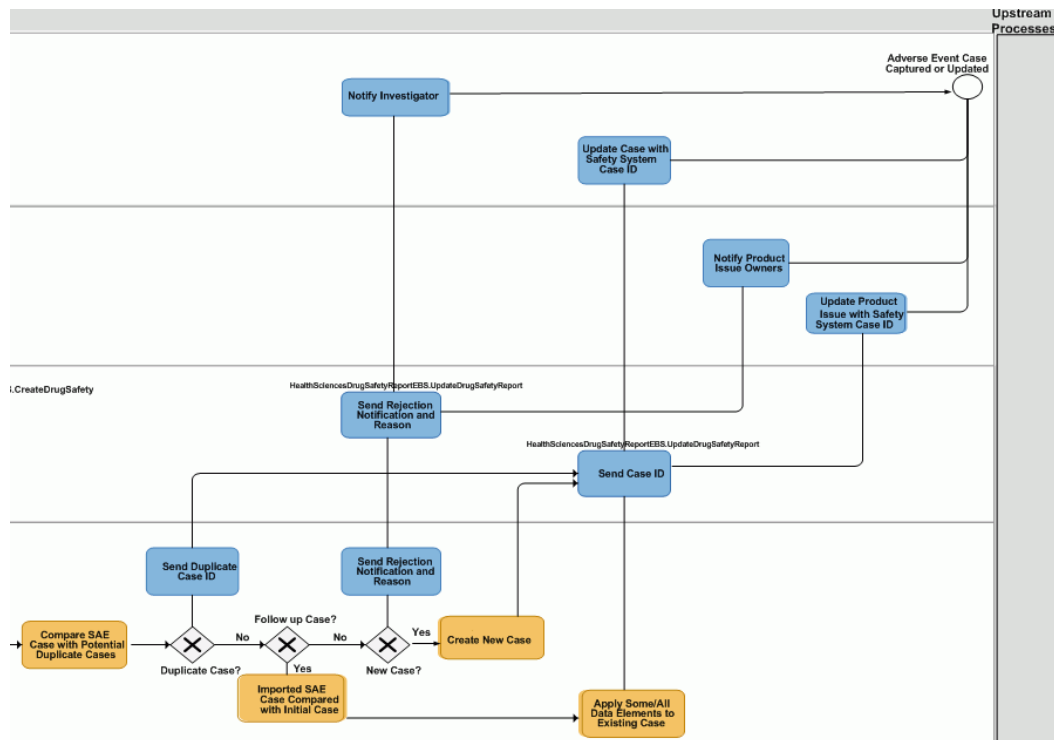 Upstream
Processes
Adverse Event Case
Captured or Updated
Notify Investigator
Update Case with
Safety System
Case ID
Notify Product
Issue Owners
Update Product
Issue with Safety
System Case ID
.CreateDrugSafety
HealthSciencesDrugSafetyReportEBS.UpdateDrugSafetyReport
Send Rejection
Notification and
Reason
HealthSciencesDrugSafetyReportEBS.UpdateDrugSafetyReport
Send Case ID
Send Duplicate
Case ID
Send Rejection
Notification and
Reason
Follow up Case?
Compare SAE
Case with Potential
Duplicate Cases
No
No
Yes
Create New Case
Duplicate Case?
Yes
New Case?
Imported SAE
Case Compared
with Initial Case
Apply Some/All
Data Elements to
Existing Case